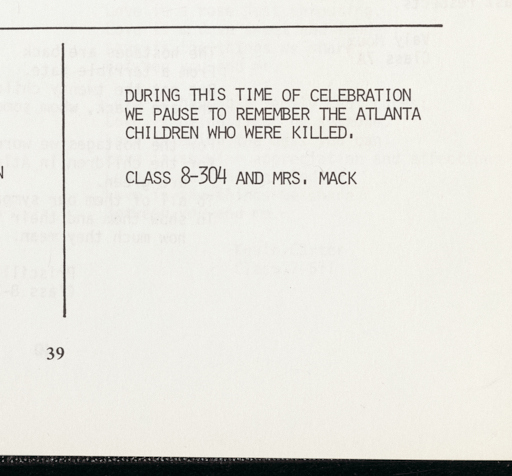 DURING THIS TIME OF CELEBRATION
WE PAUSE TO REMEMBER THE ATLANTA
CHILDREN WHO WERE KILLED.
N
CLASS 8-304 AND MRS. MACK
39